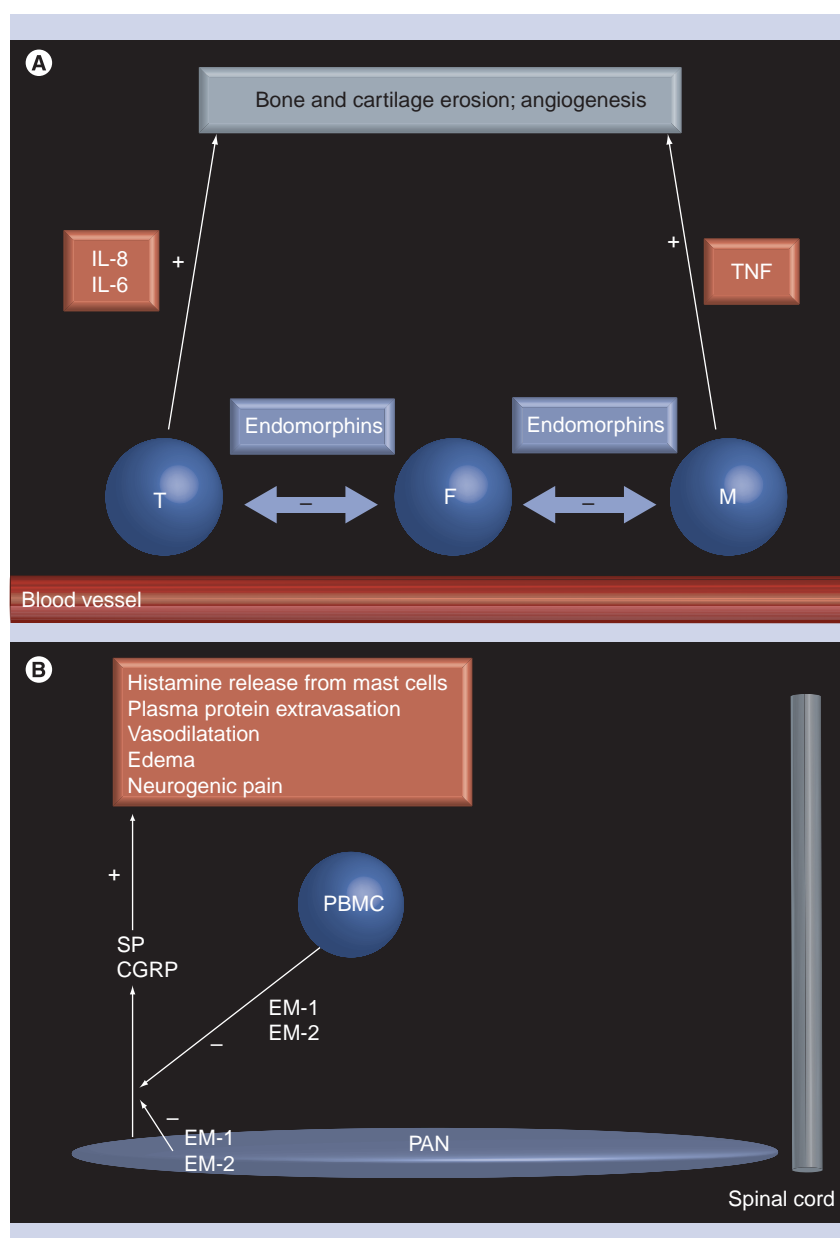 A
Bone and cartilage erosion; angiogenesis
IL-8
IL-6
+
+
TNF
Endomorphins
Endomorphins
T
–
F
–
M
Blood vessel
B
Histamine release from mast cells
Plasma protein extravasation
Vasodilatation
Edema
Neurogenic pain
+
PBMC
SP
CGRP
EM-1
EM-2
–
–
EM-1
EM-2
PAN
Spinal cord